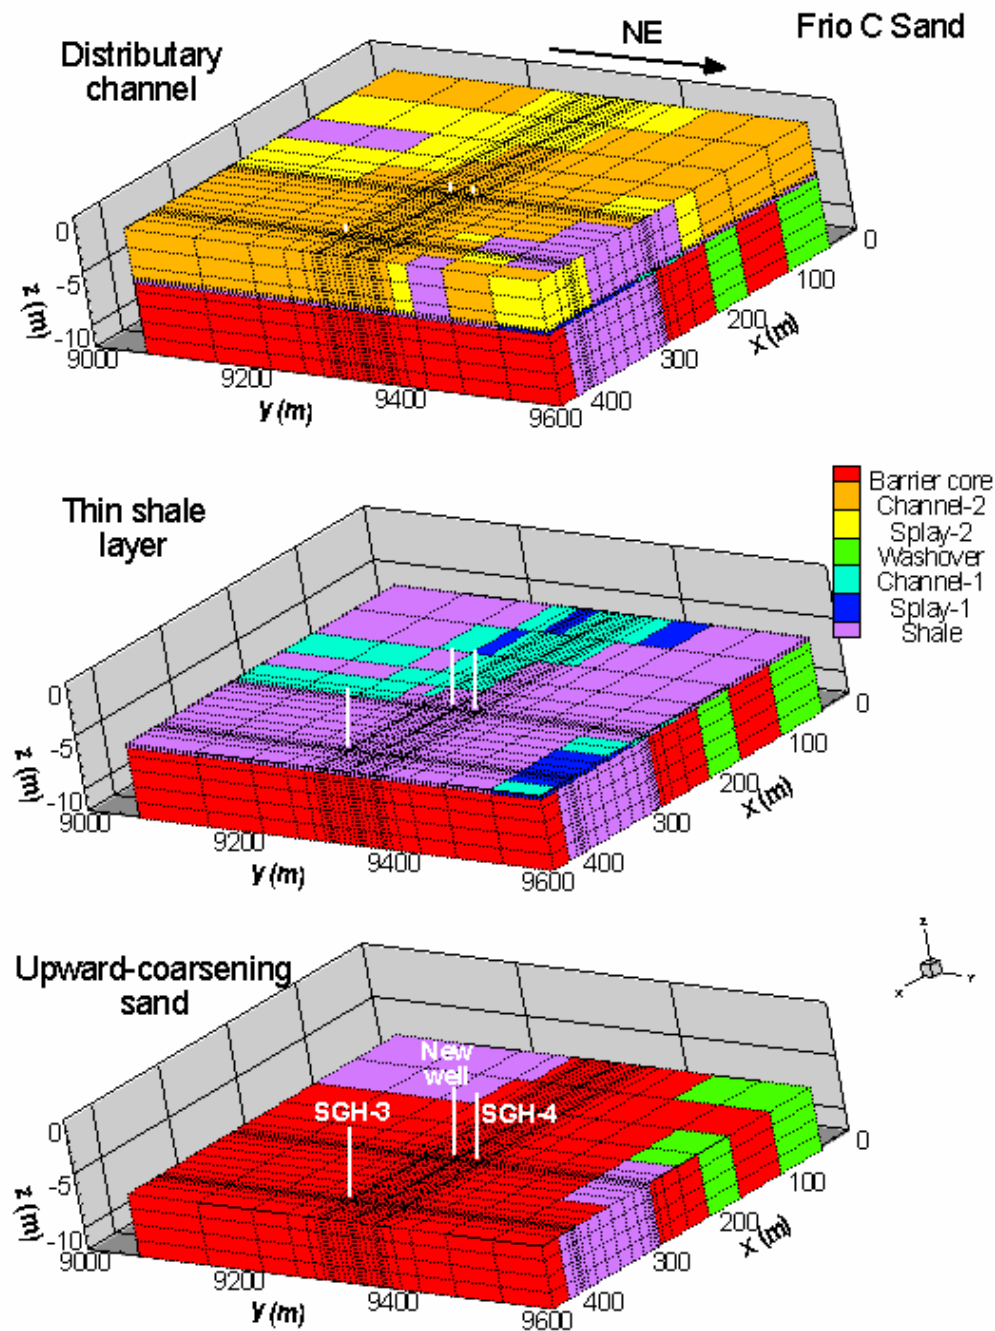 Frio C Sand
NE
Distributary
channel
0
-5
-10
z (m)
9000
9200
9400
9600
y (m)
400
300
200
100
0
x (m)
Thin shale
layer
Barrier core
Channel-2
Splay-2
Washover
Channel-1
Splay-1
Shale
0
-5
-10
z (m)
9000
9200
9400
9600
y (m)
400
300
200
100
0
x (m)
Upward-coarsening
sand
z
x
Y
New
well
SGH-3
SGH-4
0
-5
-10
z (m)
9000
9200
9400
9600
y (m)
400
300
200
100
0
x (m)